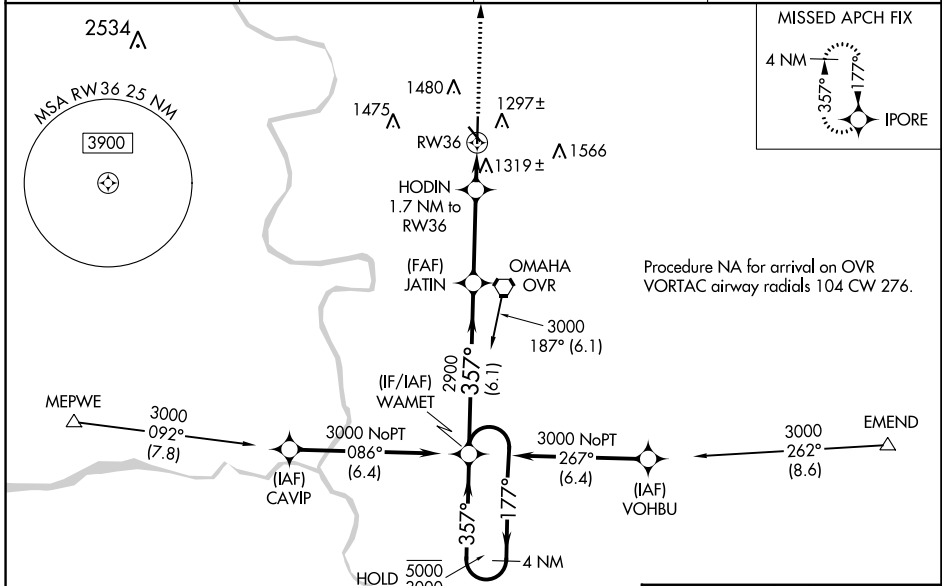 2534
MSA RW36 25 NM
3900
1480
1475
1297±
RW36
1566
1319±
HODIN
1.7 NM to
RW36
MISSED APCH FIX
4 NM
357°
177°
IPORE
(FAF)
JATIN
OMAHA
OVR
3000
187° (6.1)
Procedure NA for arrival on OVR
VORTAC airway radials 104 CW 276.
2900
357°
(6.1)
(IF/IAF)
WAMET
MEPWE
3000
092°
(7.8)
3000 NoPT
086°
(6.4)
(IAF)
CAVIP
3000 NoPT
267°
(6.4)
(IAF)
VOHBU
3000
262°
(8.6)
EMEND
357°
177°
4 NM
HOLD
5000